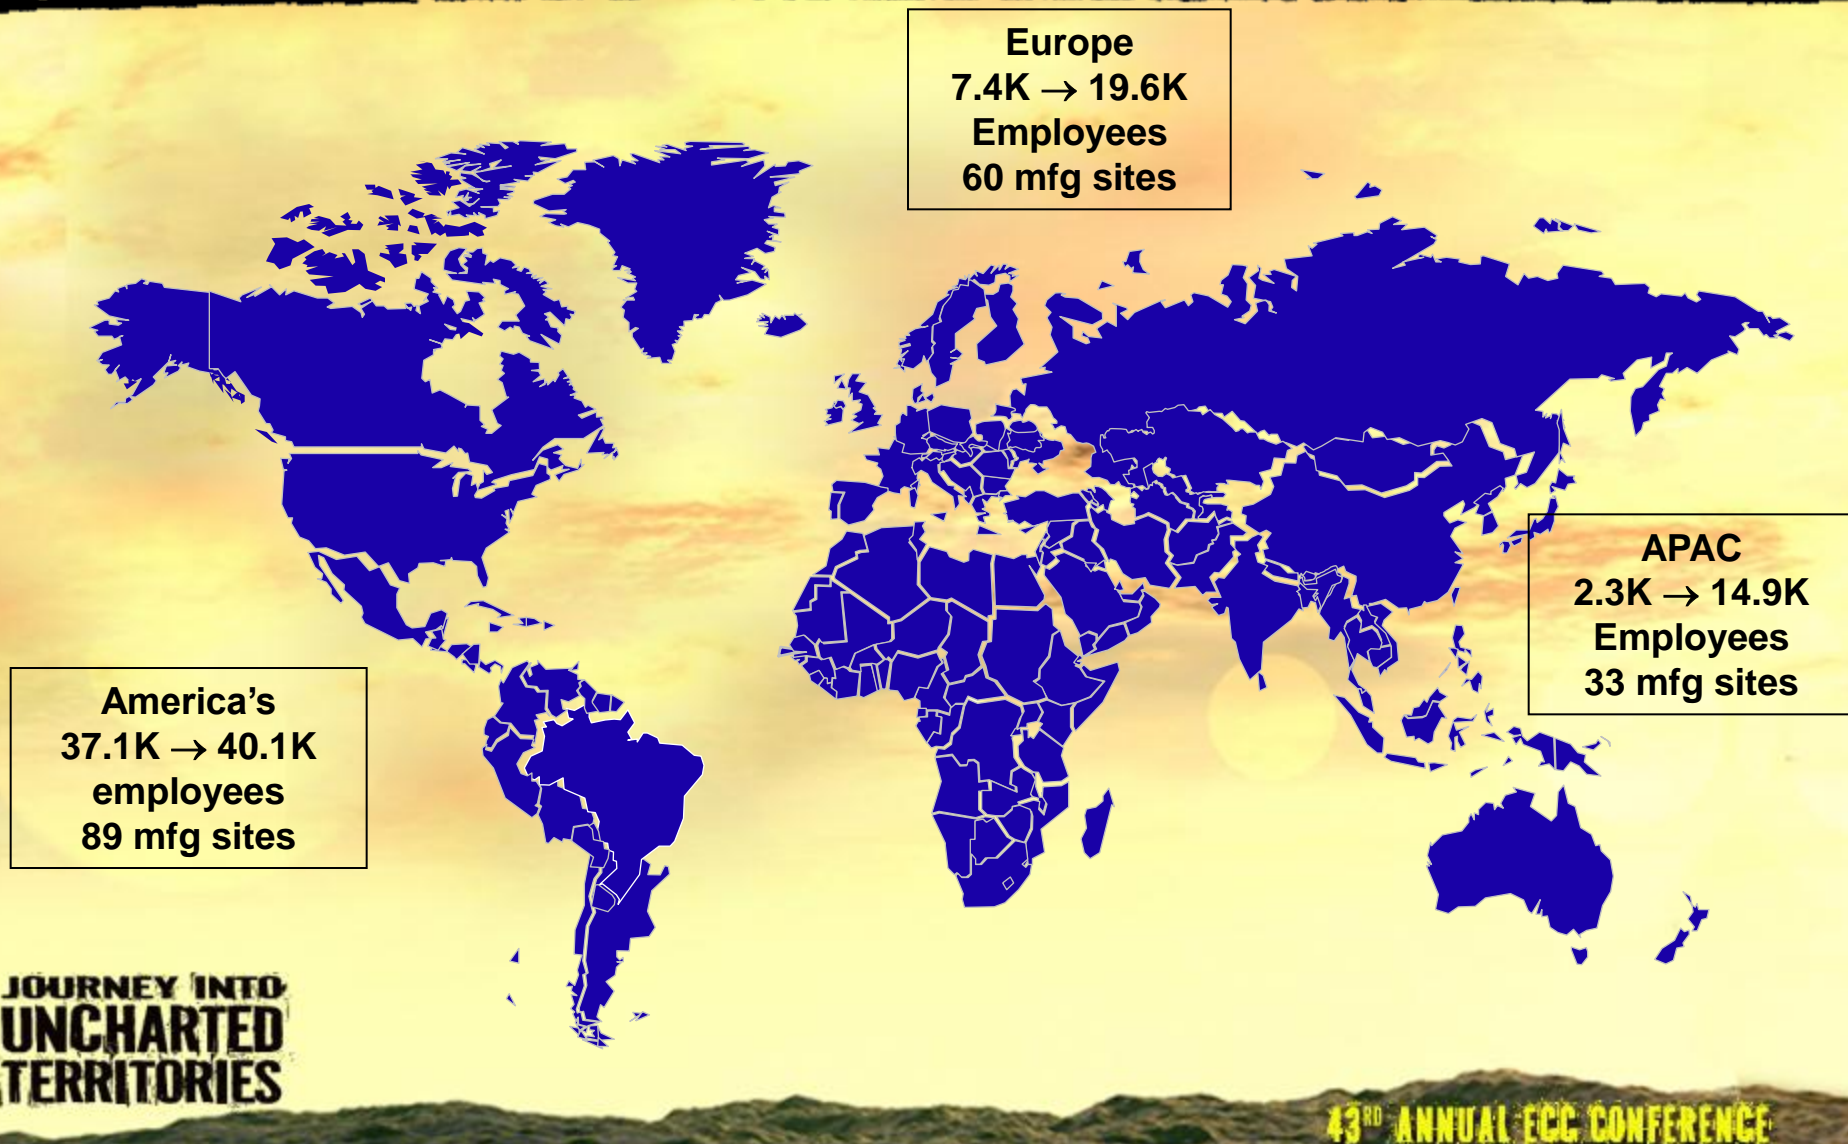 Europe
7.4K → 19.6K
Employees
60 mfg sites
APAC
2.3K → 14.9K
Employees
33 mfg sites
America's
37.1K → 40.1K
employees
89 mfg sites
JOURNEY INTO
UNCHARTED
TERRITORIES
43RD ANNUAL ECC CONFERENCE